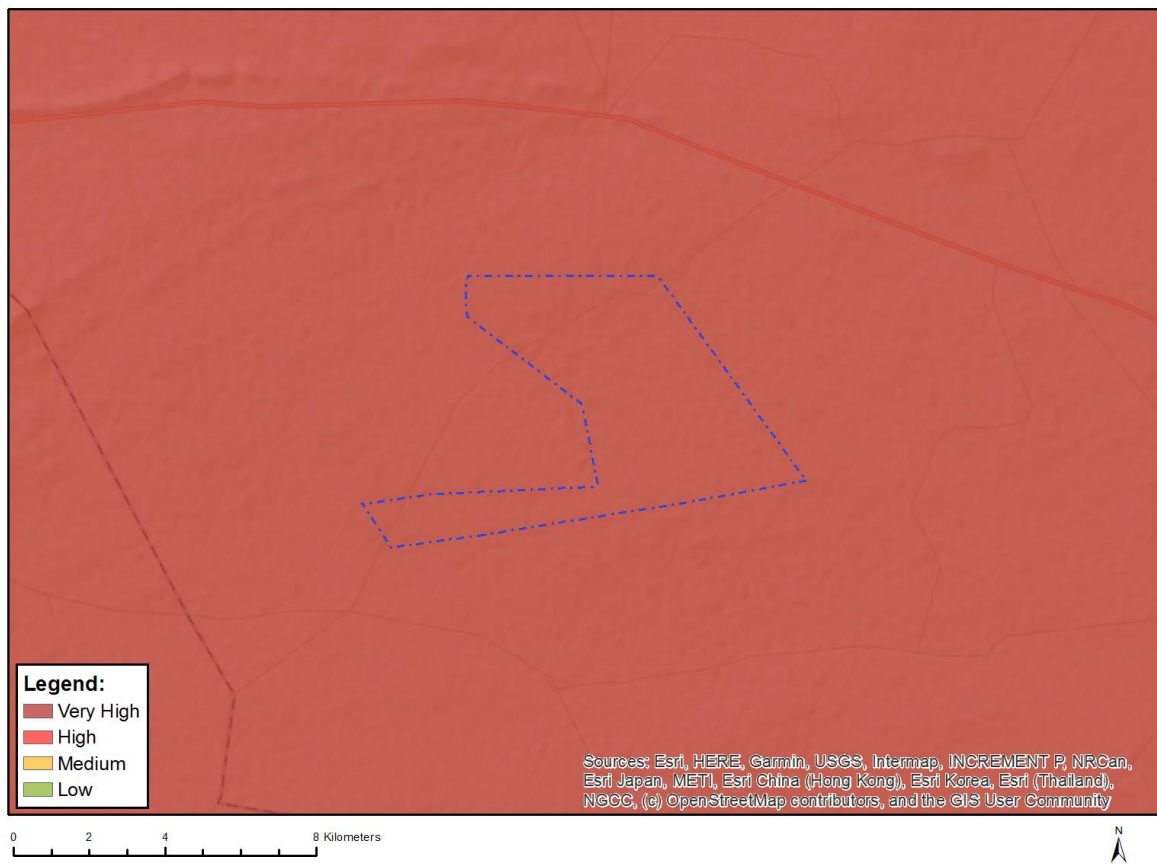 Legend:
Very High
High
Medium
Low
Sources: Esri, HERE, Garmin, USGS, Intermap, INCREMENT P, NRCan,
Esri Japan, METI, Esri China (Hong Kong), Esri Korea, Esri (Thailand),
NGCC, (c) OpenStreetMap contributors, and the GIS User Community
0 2 4 8 Kilometers
N